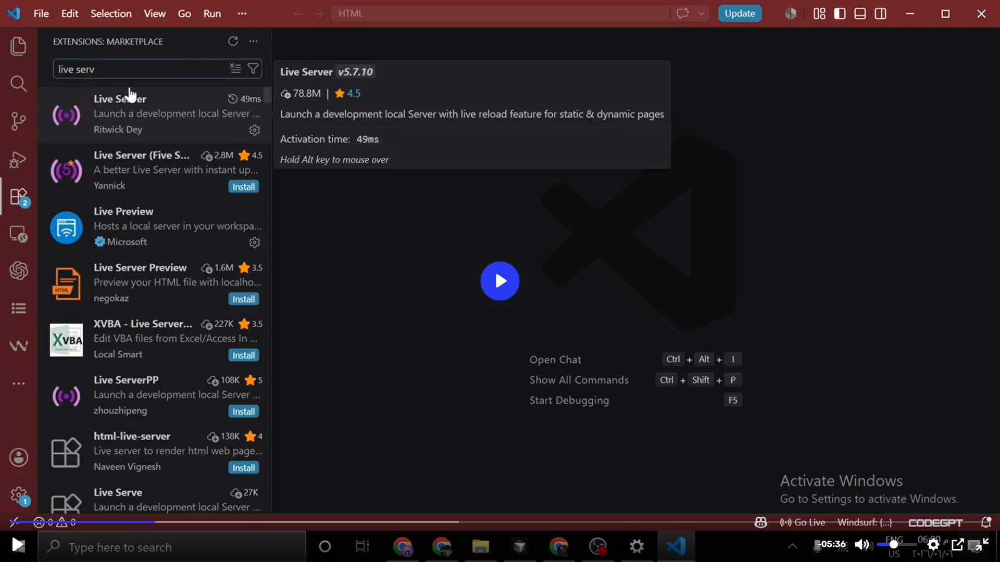 File Edit Selection View Go Run ···
HTML
Update
EXTENSIONS: MARKETPLACE
live serv
Live Server 49ms
Launch a development local Server ...
Ritwick Dey
Live Server (Five S... 2.8M 4.5
A better Live Server with instant up...
Yannick
Install
Live Preview
Hosts a local server in your workspa...
Microsoft
Live Server Preview 1.6M 3.5
Preview your HTML file with localho...
negokaz
Install
XVBA - Live Server... 227K 3.5
Edit VBA files from Excel/Access In ...
Local Smart
Install
XVBA
Live ServerPP 108K 5
Launch a development local Server ...
zhouzhipeng
Install
html-live-server 138K 4
Live server to render html web page...
Naveen Vignesh
Install
Live Serve 27K
Launch a development local Server ...
2
1
HTML
5
Live Server v5.7.10
78.8M | 4.5
Launch a development local Server with live reload feature for static & dynamic pages
Activation time: 49ms
Hold Alt key to mouse over
Open Chat Ctrl + Alt + I
Show All Commands Ctrl + Shift + P
Start Debugging F5
Activate Windows
Go to Settings to activate Windows.
0 0
Go Live Windsurf: {...} CODEGPT
Type here to search
-05:36
ENG
US